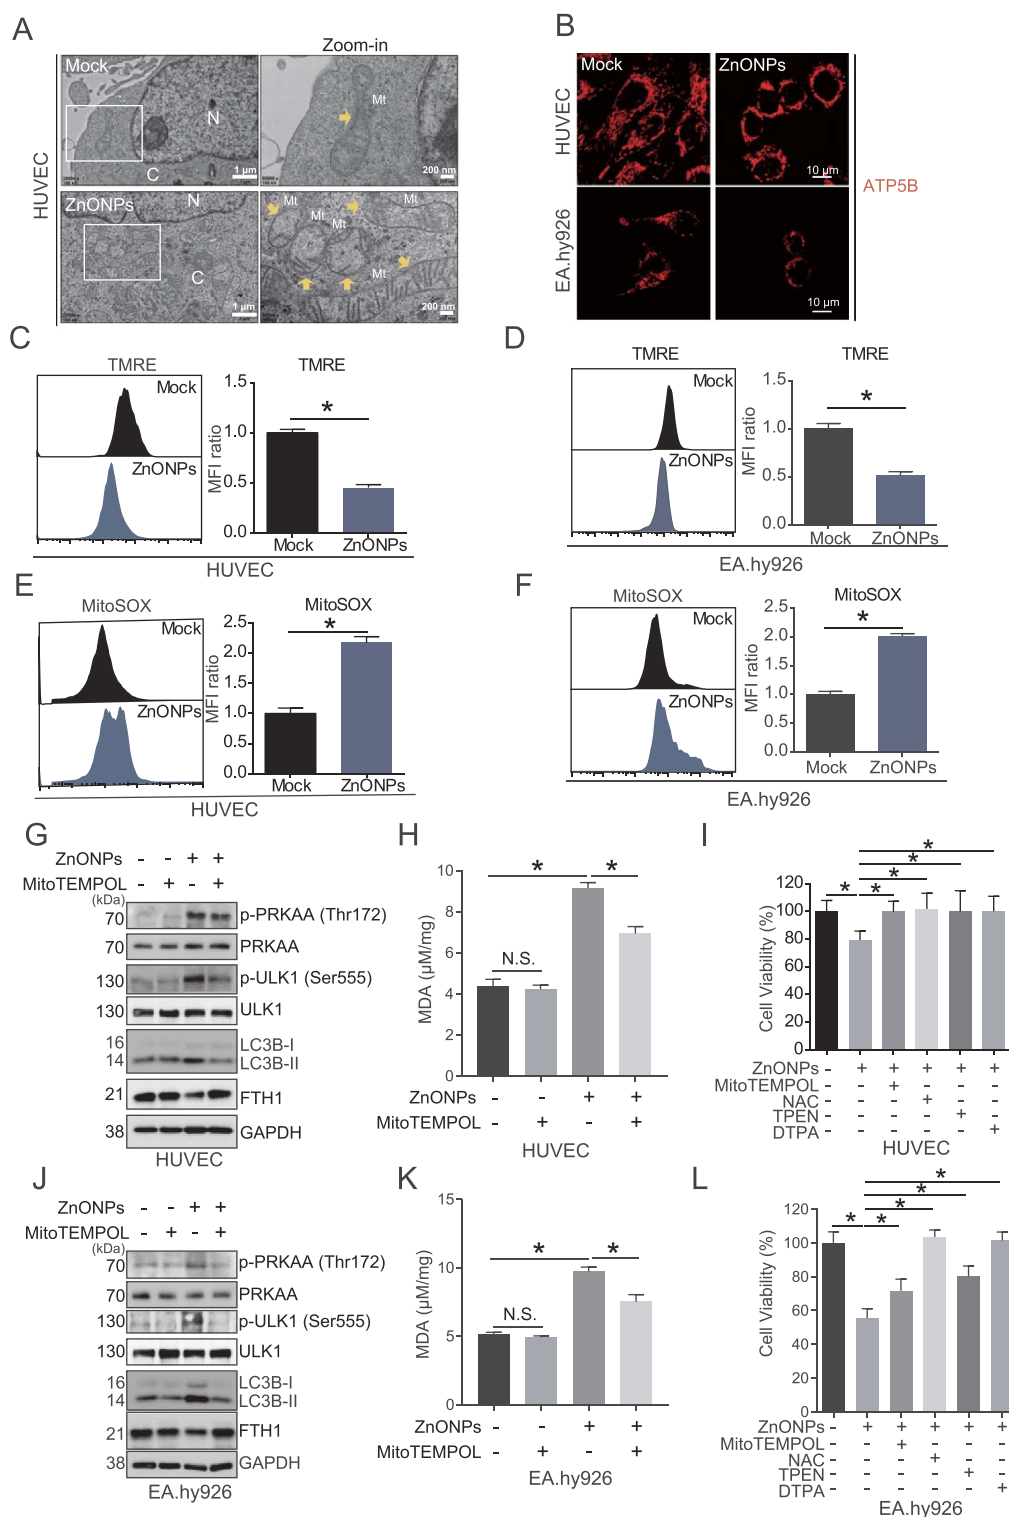 A
Zoom-in
Mock
N
C
1 µm
Mt
200 nm
HUVEC
ZnONPs
N
C
1 µm
Mt
Mt
Mt
Mt
200 nm
B
Mock
ZnONPs
HUVEC
10 µm
EA.hy926
10 µm
ATP5B
C
TMRE
Mock
ZnONPs
TMRE
MFI ratio
1.5
1.0
0.5
0.0
*
Mock ZnONPs
HUVEC
D
TMRE
Mock
ZnONPs
TMRE
MFI ratio
1.5
1.0
0.5
0.0
*
Mock ZnONPs
EA.hy926
E
MitoSOX
Mock
ZnONPs
MitoSOX
MFI ratio
2.5
2.0
1.5
1.0
0.5
0.0
*
Mock ZnONPs
HUVEC
F
MitoSOX
Mock
ZnONPs
MitoSOX
MFI ratio
2.5
2.0
1.5
1.0
0.5
0.0
*
Mock ZnONPs
EA.hy926
G
ZnONPs - - + +
MitoTEMPOL - + - +
(kDa)
70 p-PRKAA (Thr172)
70 PRKAA
130 p-ULK1 (Ser555)
130 ULK1
16 LC3B-I
14 LC3B-II
21 FTH1
38 GAPDH
HUVEC
H
MDA (µM/mg)
10
8
6
4
2
0
N.S.
* *
ZnONPs - - + +
MitoTEMPOL - + - +
HUVEC
I
Cell Viability (%)
120
100
80
60
40
20
0
* * * * *
ZnONPs - + + + + +
MitoTEMPOL - - + - - -
NAC - - - + - -
TPEN - - - - + -
DTPA - - - - - +
HUVEC
J
ZnONPs - - + +
MitoTEMPOL - + - +
(kDa)
70 p-PRKAA (Thr172)
70 PRKAA
130 p-ULK1 (Ser555)
130 ULK1
16 LC3B-I
14 LC3B-II
21 FTH1
38 GAPDH
EA.hy926
K
MDA (µM/mg)
15
10
5
0
N.S.
* *
ZnONPs - - + +
MitoTEMPOL - + - +
EA.hy926
L
Cell Viability (%)
120
100
80
60
40
20
0
* * * * *
ZnONPs - + + + + +
MitoTEMPOL - - + - - -
NAC - - - + - -
TPEN - - - - + -
DTPA - - - - - +
EA.hy926